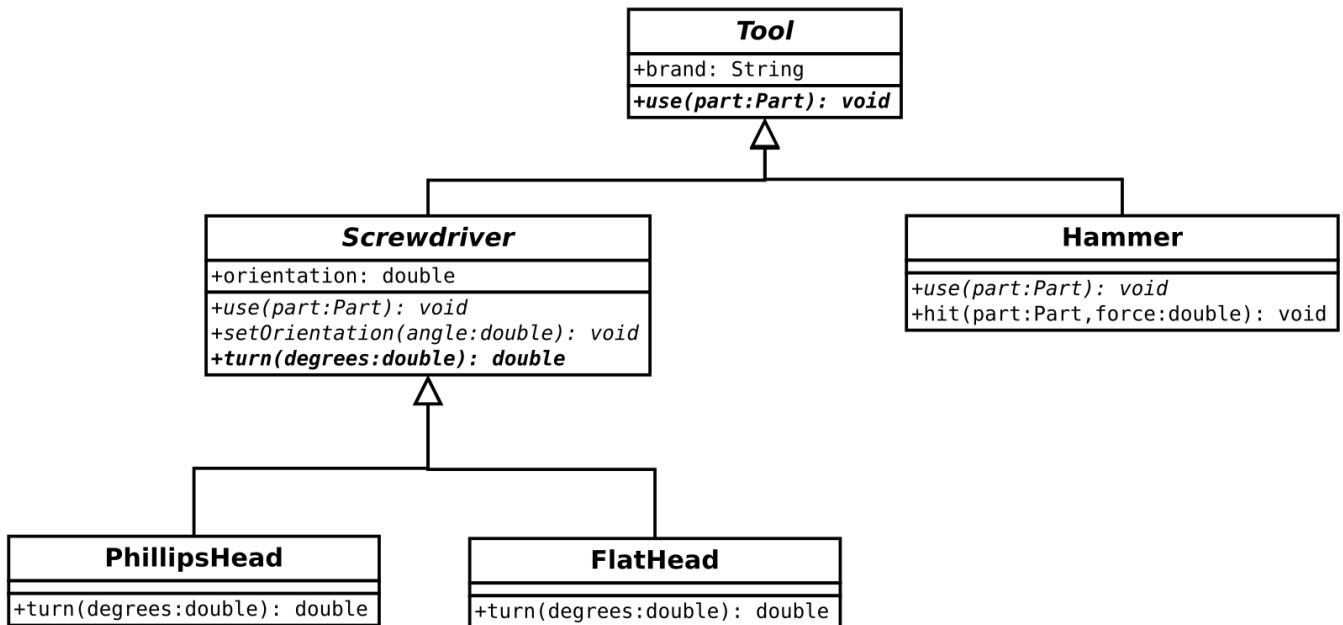 Tool
+brand: String
+use(part:Part): void
Screwdriver
+orientation: double
+use(part:Part): void
+setOrientation(angle:double): void
+turn(degrees:double): double
Hammer
+use(part:Part): void
+hit(part:Part,force:double): void
PhillipsHead
+turn(degrees:double): double
FlatHead
+turn(degrees:double): double